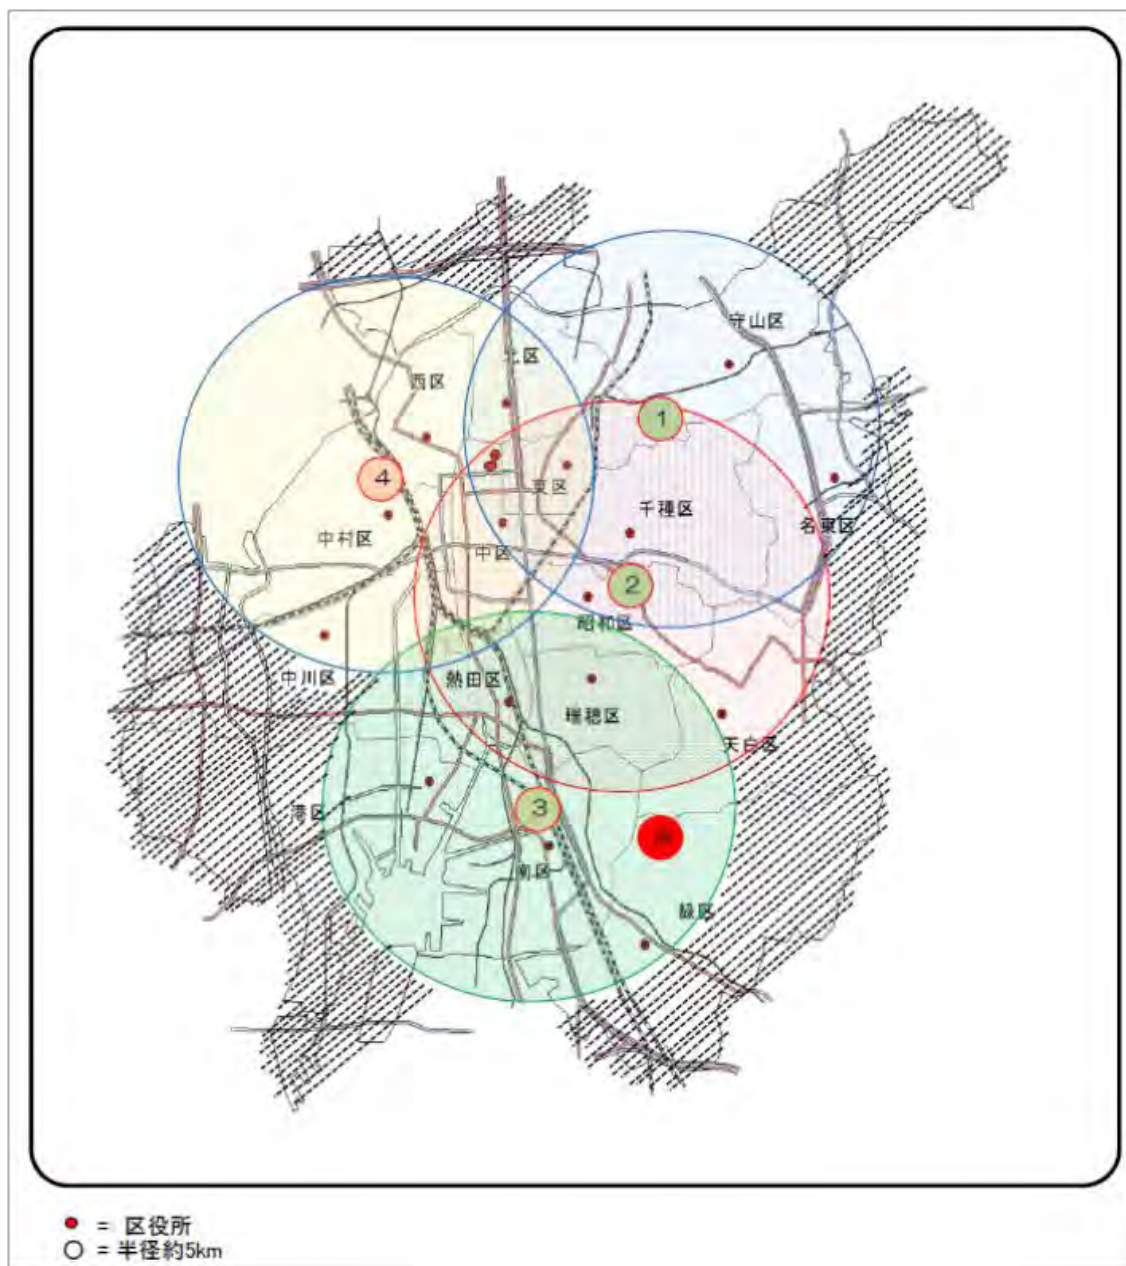 守山区
北区
西区
1
4
東区
千種区
名東区
中村区
中区
2
昭和区
中川区
熱田区
瑞穂区
天白区
港区
3
南区
緑区
= 区役所
= 半径約5km